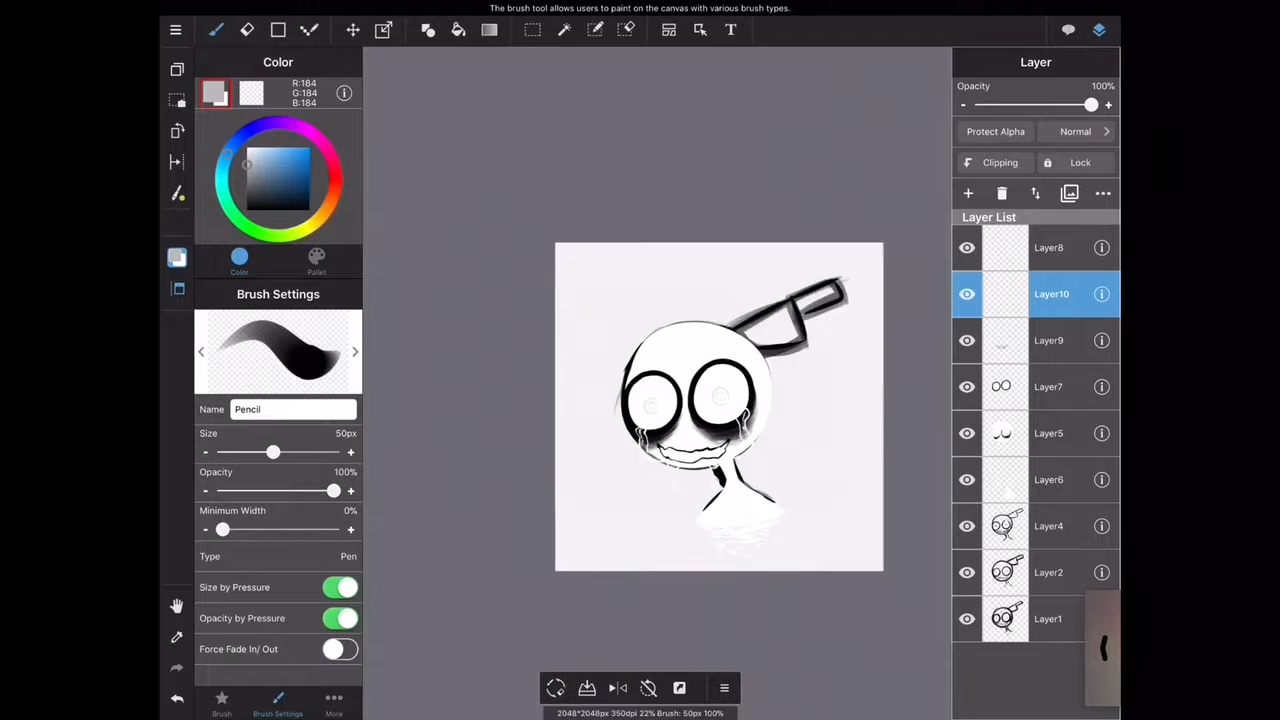 The brush tool allows users to paint on the canvas with various brush types.
T
Color
R:184
G:184
B:184
Color
Pallet
Brush Settings
Name Pencil
Size 50px
- +
Opacity 100%
- +
Minimum Width 0%
- +
Type Pen
Size by Pressure
Opacity by Pressure
Force Fade In/ Out
Brush
Brush Settings
More
2048*2048px 350dpi 22% Brush: 50px 100%
Layer
Opacity 100%
- +
Protect Alpha Normal
Clipping Lock
Layer List
Layer8
Layer10
Layer9
Layer7
Layer5
Layer6
Layer4
Layer2
Layer1